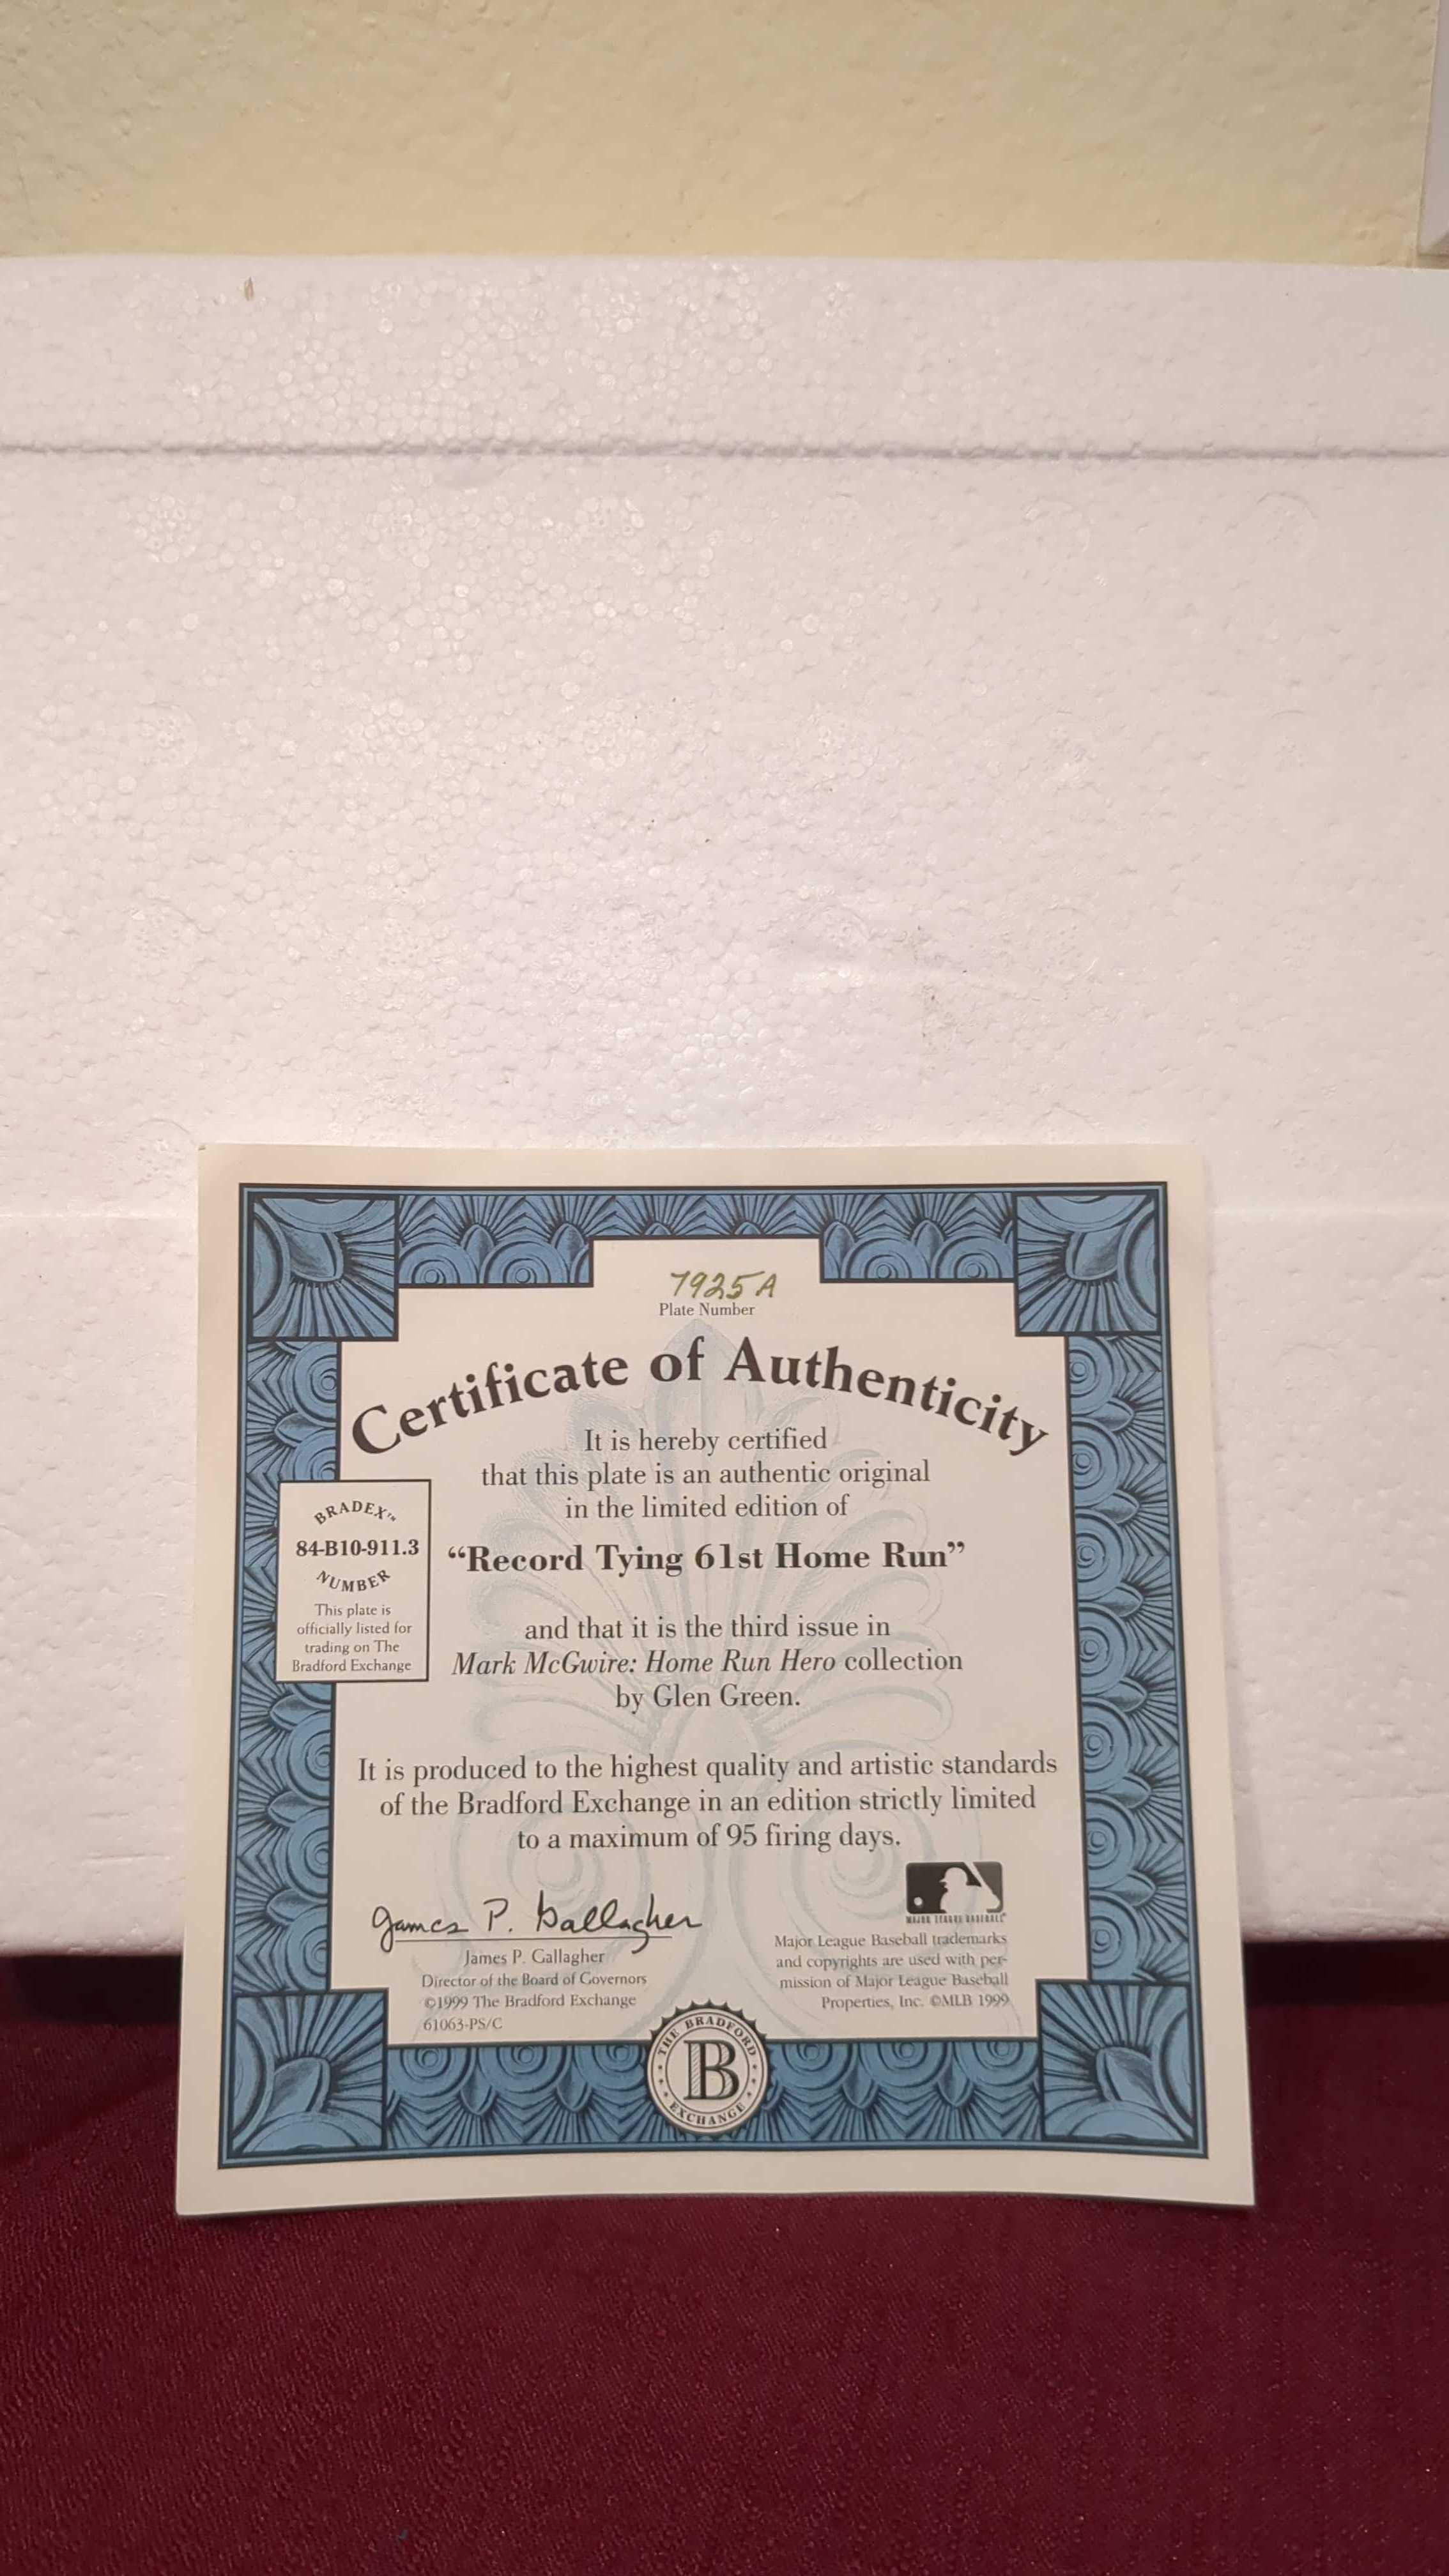 7925A
Plate Number
Certificate of Authenticity
It is hereby certified
that this plate is an authentic original
in the limited edition of
"Record Tying 61st Home Run"
and that it is the third issue in
Mark McGwire: Home Run Hero collection
by Glen Green.
BRADEX™
84-B10-911.3
NUMBER
This plate is
officially listed for
trading on The
Bradford Exchange
It is produced to the highest quality and artistic standards
of the Bradford Exchange in an edition strictly limited
to a maximum of 95 firing days.
James P. Gallagher
James P. Gallagher
Director of the Board of Governors
©1999 The Bradford Exchange
61063-PS/C
MAJOR LEAGUE BASEBALL
Major League Baseball trademarks
and copyrights are used with per-
mission of Major League Baseball
Properties, Inc. ©MLB 1999
THE BRADFORD
B
EXCHANGE